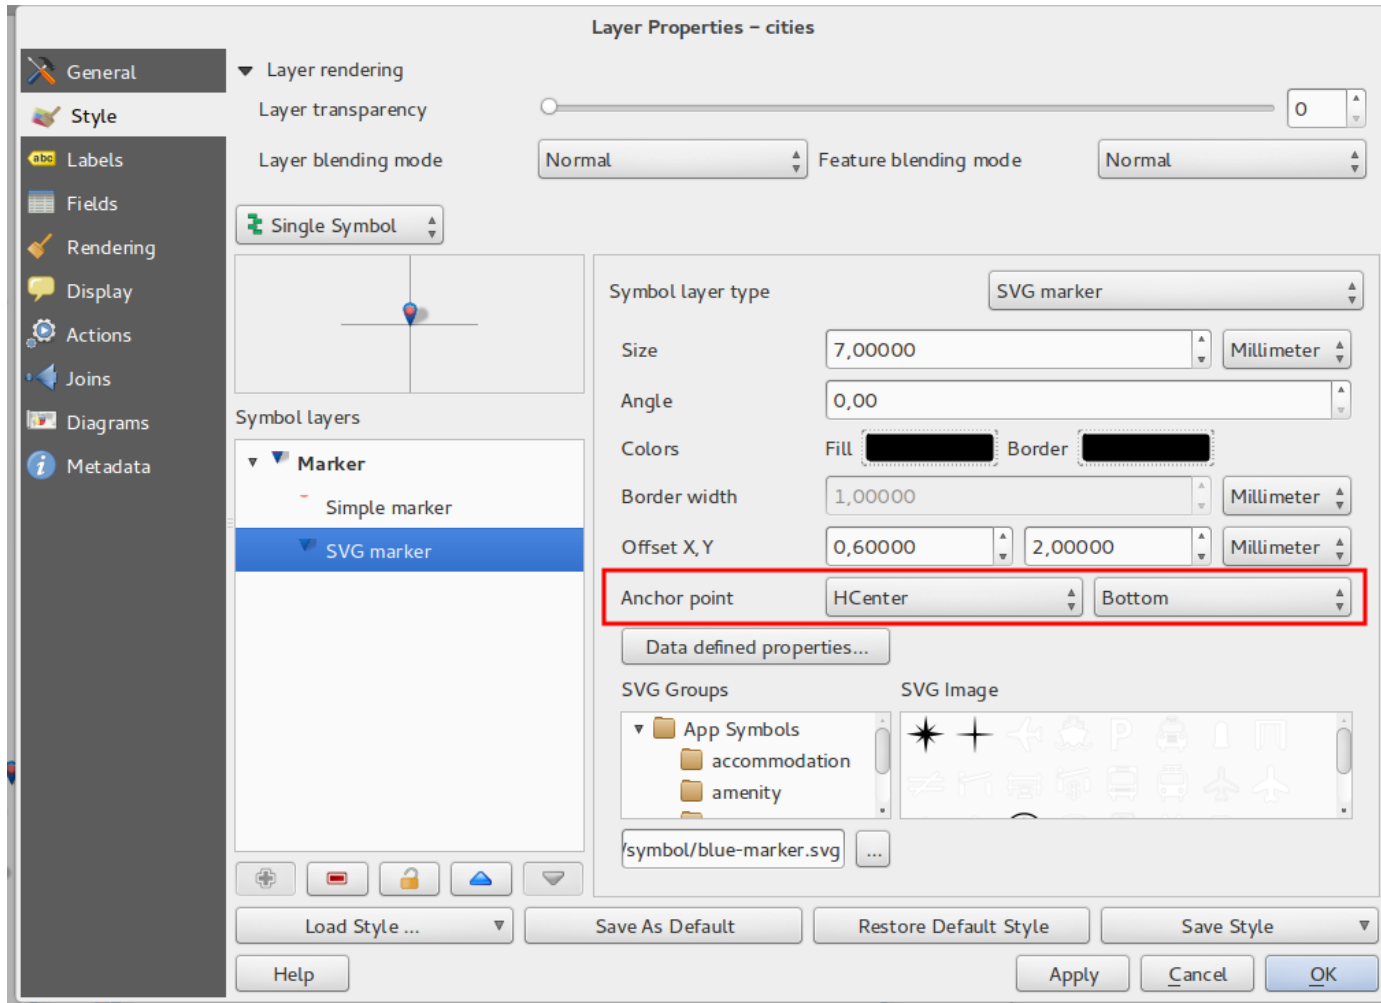 Layer Properties – cities
General
Style
abc Labels
Fields
Rendering
Display
Actions
Joins
Diagrams
Metadata
Layer rendering
Layer transparency 0
Layer blending mode Normal Feature blending mode Normal
Single Symbol
Symbol layers
Marker
Simple marker
SVG marker
Symbol layer type SVG marker
Size 7,00000 Millimeter
Angle 0,00
Colors Fill Border
Border width 1,00000 Millimeter
Offset X,Y 0,60000 2,00000 Millimeter
Anchor point HCenter Bottom
Data defined properties...
SVG Groups SVG Image
App Symbols
accommodation
amenity
/symbol/blue-marker.svg ...
Load Style ... Save As Default Restore Default Style Save Style
Help Apply Cancel OK